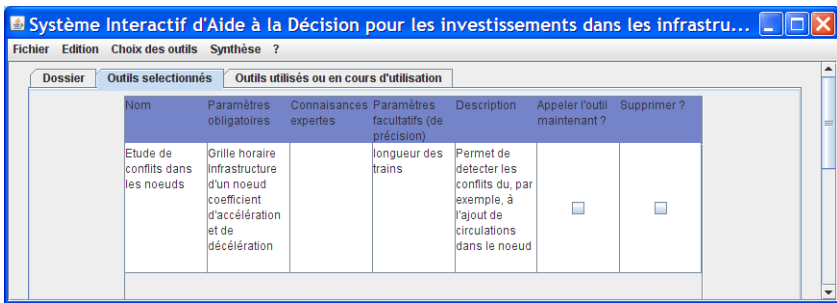 Système Interactif d'Aide à la Décision pour les investissements dans les infrastru...
Fichier Edition Choix des outils Synthèse ?
Dossier Outils selectionnés Outils utilisés ou en cours d'utilisation
Nom
Paramètres
obligatoires
Connaisances
expertes
Paramètres
facultatifs (de
précision)
Description
Appeler l'outil
maintenant ?
Supprimer ?
Etude de
conflits dans
les noeuds
Grille horaire
Infrastructure
d'un noeud
coefficient
d'accélération
et de
décélération
longueur des
trains
Permet de
detecter les
conflits du, par
exemple, à
l'ajout de
circulations
dans le noeud